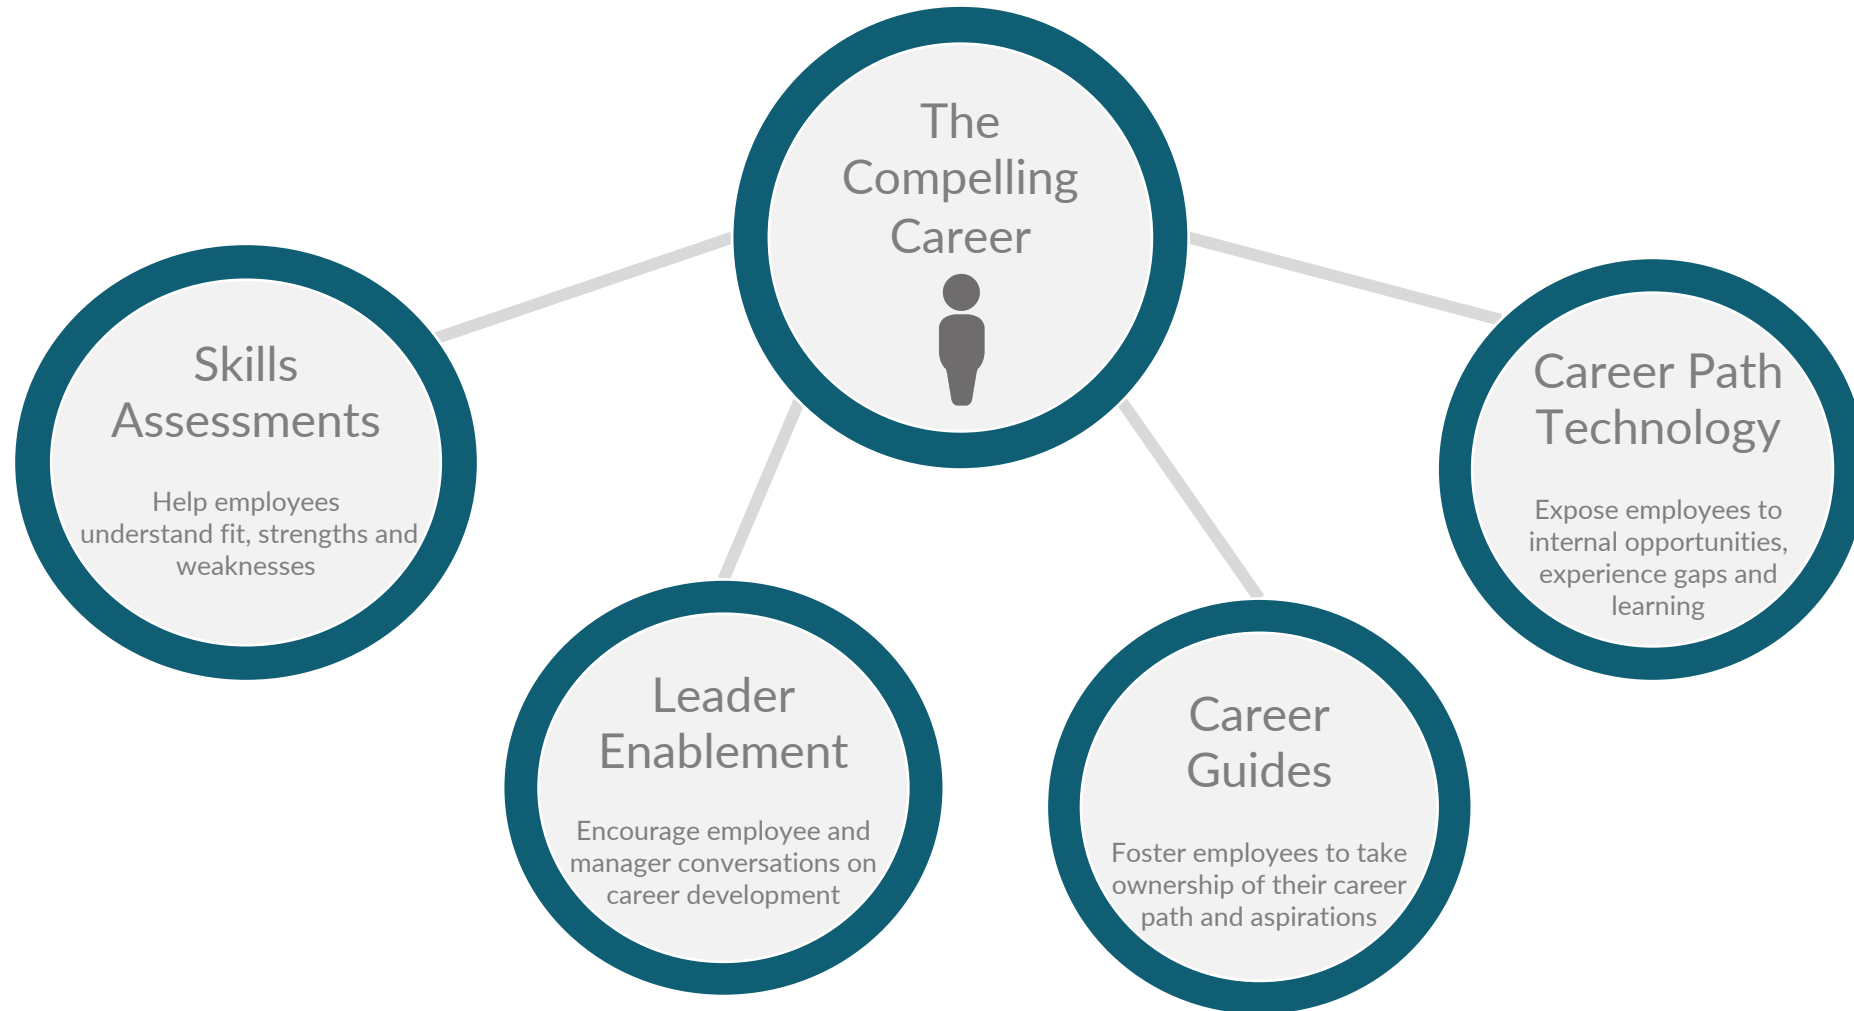 The
Compelling
Career
Skills
Assessments
Help employees
understand fit, strengths and
weaknesses
Leader
Enablement
Encourage employee and
manager conversations on
career development
Career
Guides
Foster employees to take
ownership of their career
path and aspirations
Career Path
Technology
Expose employees to
internal opportunities,
experience gaps and
learning